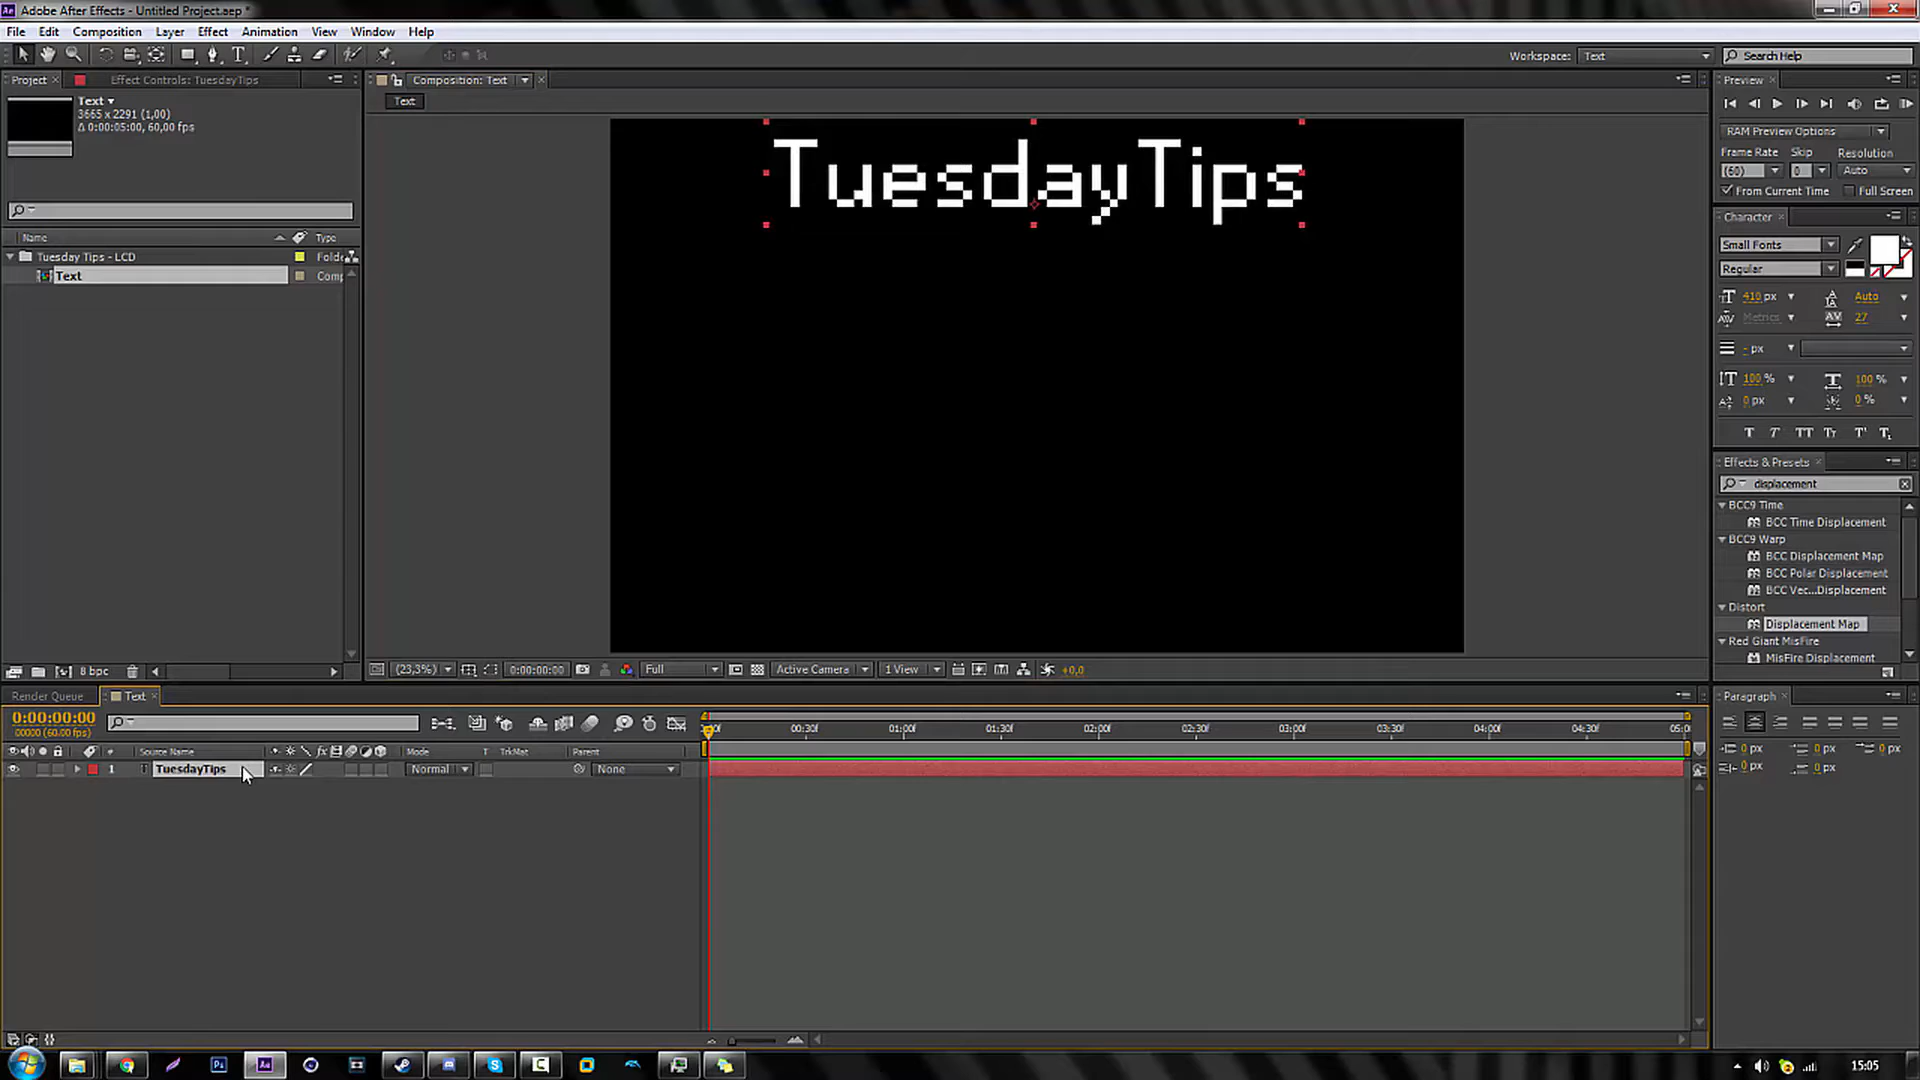 Adobe After Effects - Untitled Project.aep *
File Edit Composition Layer Effect Animation View Window Help
Workspace: Text
Search Help
Project
Effect Controls: TuesdayTips
Composition: Text
Text
Text
3665 x 2291 (1,00)
Δ 0:00:05:00, 60,00 fps
TuesdayTips
Name Type
Tuesday Tips - LCD Folde
Text Comp
8 bpc
(23,3%) 0:00:00:00 Full Active Camera 1 View +0,0
Preview
RAM Preview Options
Frame Rate Skip Resolution
(60) 0 Auto
From Current Time Full Screen
Character
Small Fonts
Regular
410 px Auto
Metrics 27
- px
100 % 100 %
0 px 0 %
T T TT Tт T' T,
Effects & Presets
displacement
BCC9 Time
BCC Time Displacement
BCC9 Warp
BCC Displacement Map
BCC Polar Displacement
BCC Vec...Displacement
Distort
Displacement Map
Red Giant MisFire
MisFire Displacement
Paragraph
0 px 0 px 0 px
0 px 0 px
Render Queue Text
0:00:00:00
00000 (60.00 fps)
00:30f 01:00f 01:30f 02:00f 02:30f 03:00f 03:30f 04:00f 04:30f 05:0
# Source Name Mode T TrkMat Parent
1 T TuesdayTips Normal None
Ps
Ae
15:05